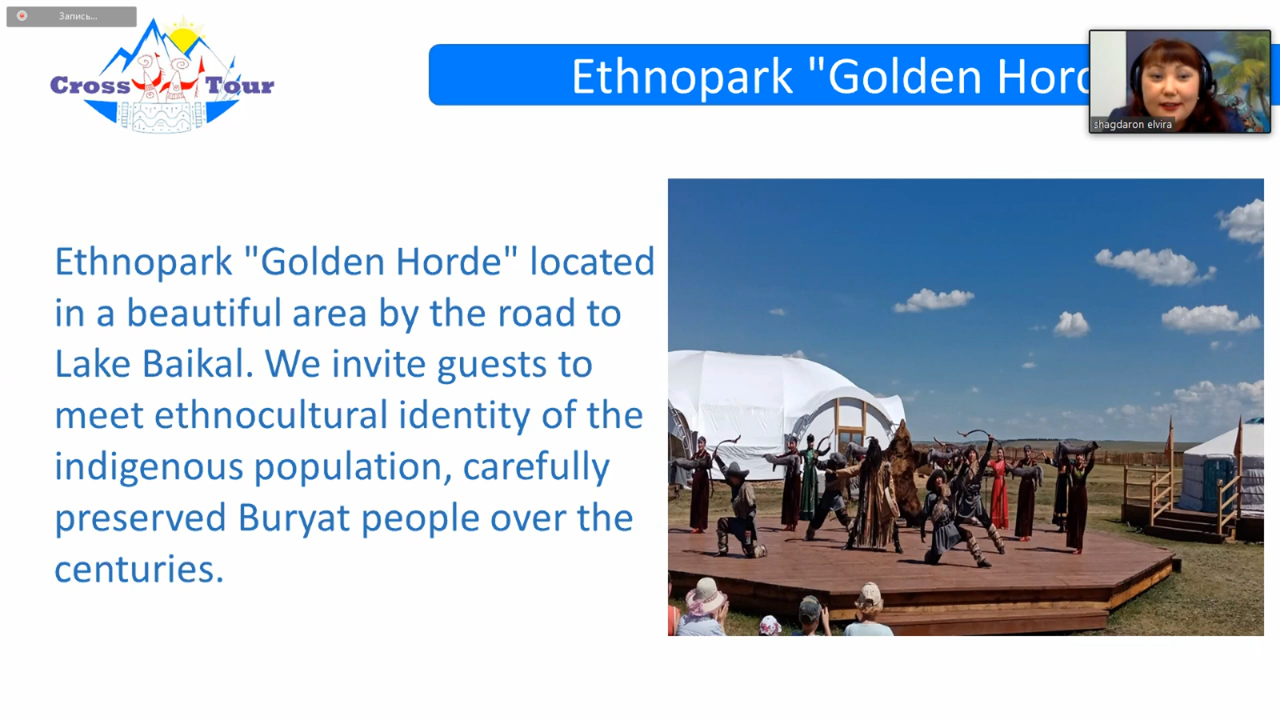 Запись...
Cross Tour
Ethnopark "Golden Hord
shagdaron elvira
Ethnopark "Golden Horde" located
in a beautiful area by the road to
Lake Baikal. We invite guests to
meet ethnocultural identity of the
indigenous population, carefully
preserved Buryat people over the
centuries.